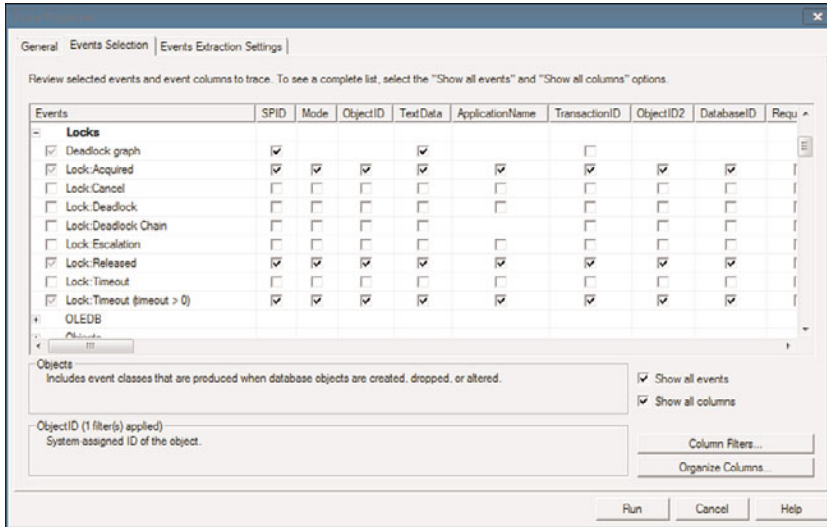 General Events Selection Events Extraction Settings
Review selected events and event columns to trace. To see a complete list, select the "Show all events" and "Show all columns" options.
Events SPID Mode ObjectID TextData ApplicationName TransactionID ObjectID2 DatabaseID Requ
Locks
Deadlock graph
Lock:Acquired
Lock:Cancel
Lock:Deadlock
Lock:Deadlock Chain
Lock:Escalation
Lock:Released
Lock:Timeout
Lock:Timeout (timeout > 0)
OLEDB
Objects
Objects
Includes event classes that are produced when database objects are created, dropped, or altered.
Show all events
Show all columns
ObjectID (1 filter(s) applied)
System-assigned ID of the object.
Column Filters...
Organize Columns...
Run Cancel Help